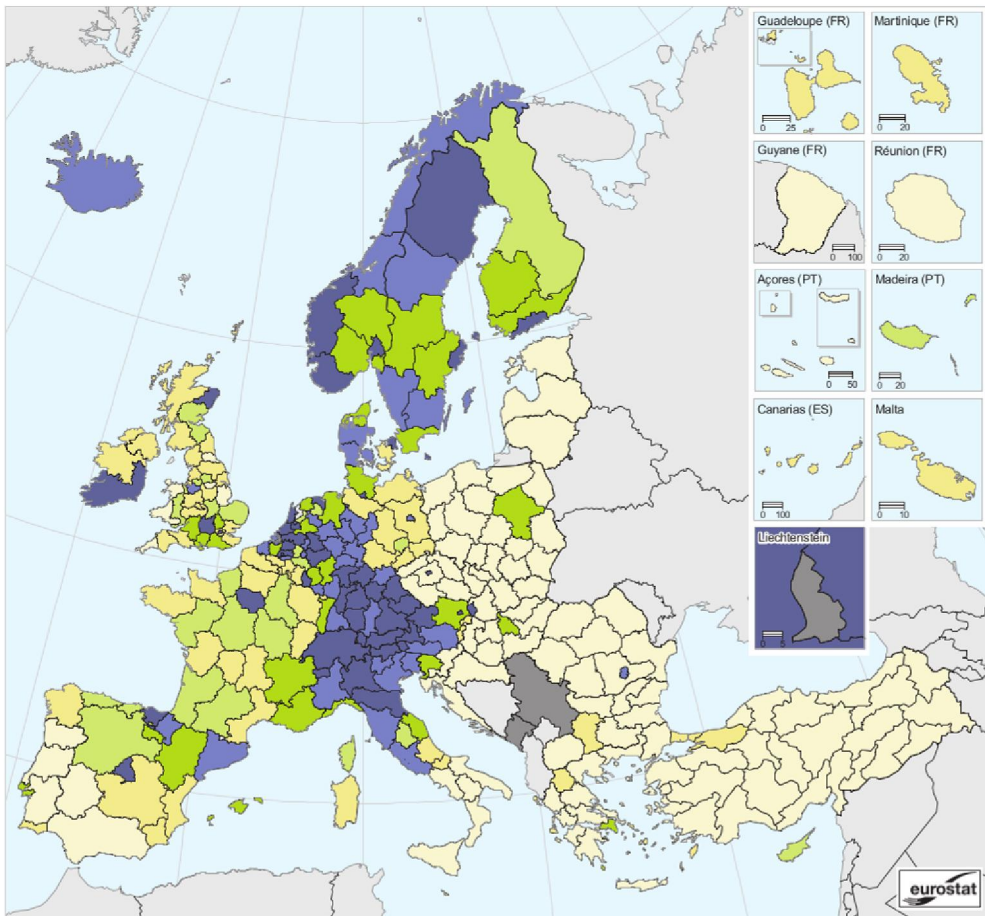 Guadeloupe (FR)
0 25
Martinique (FR)
0 20
Guyane (FR)
0 100
Réunion (FR)
0 20
Açores (PT)
0 50
Madeira (PT)
0 20
Canarias (ES)
0 100
Malta
0 10
Liechtenstein
0 5
eurostat